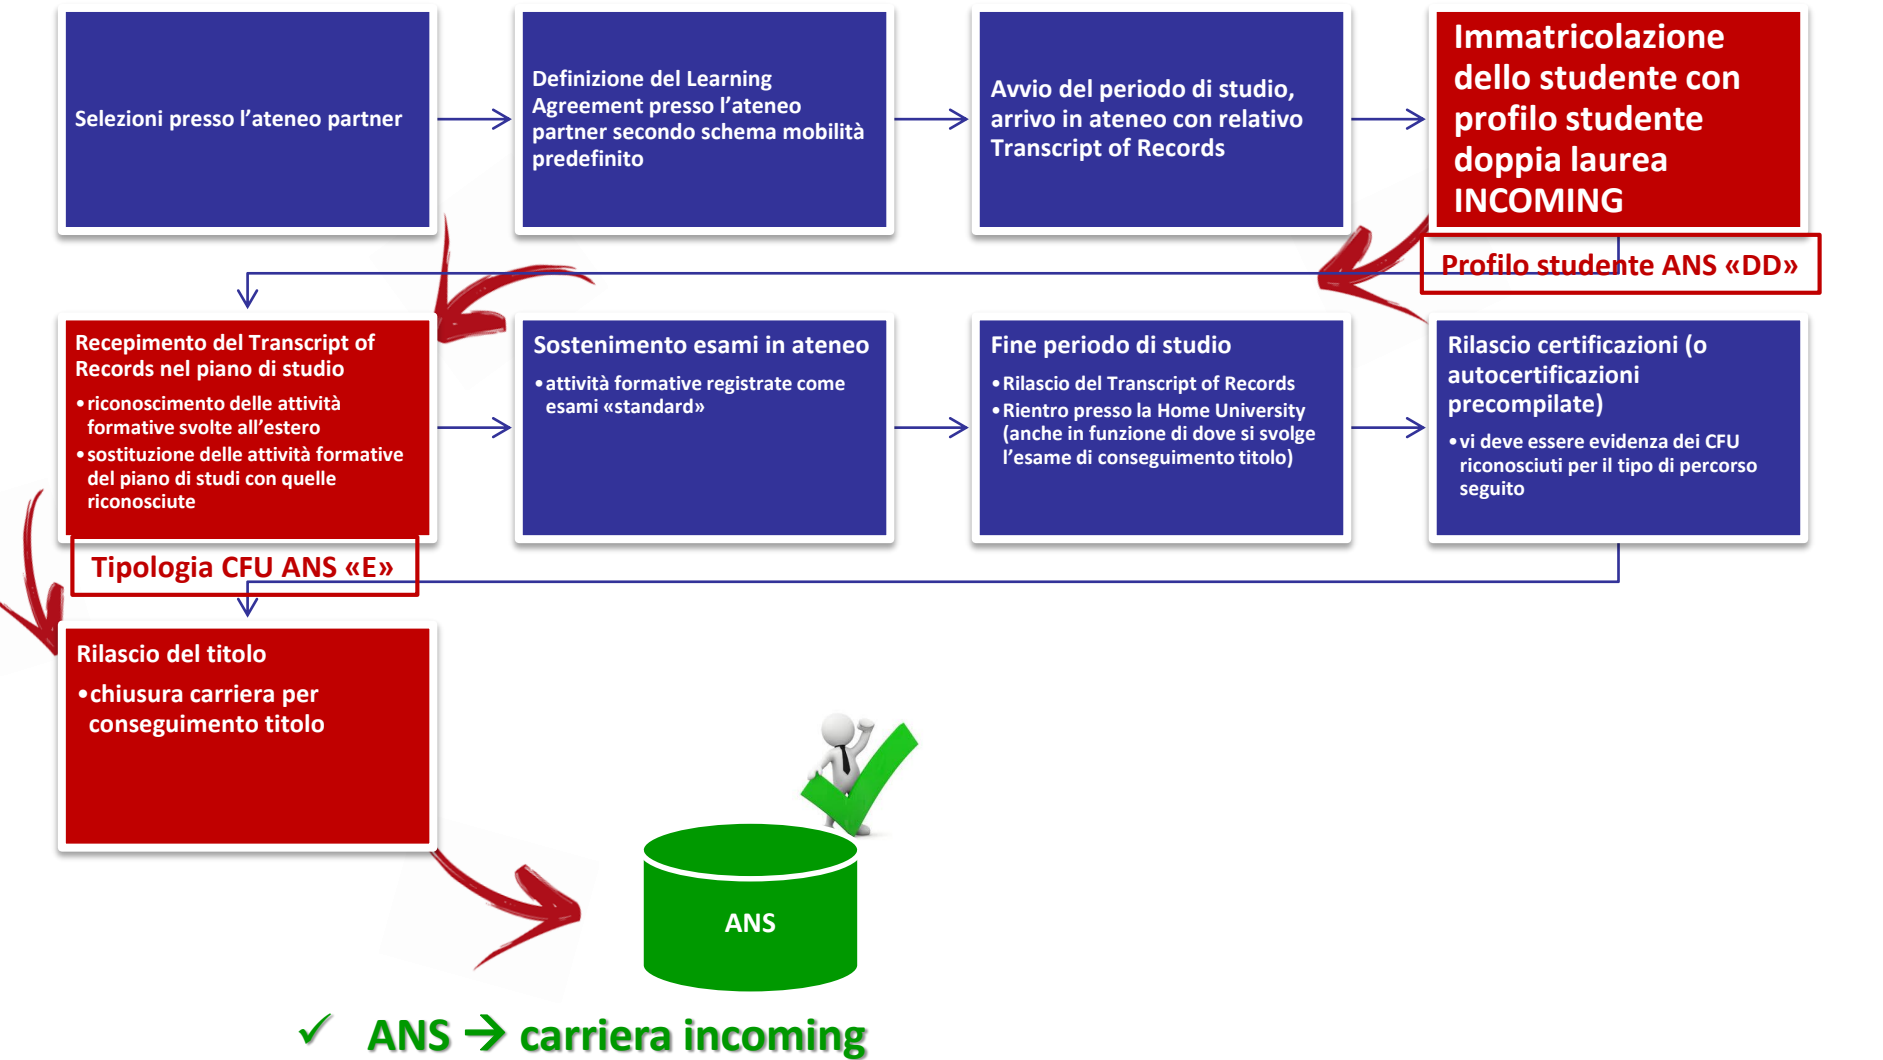 Selezioni presso l'ateneo partner
Definizione del Learning
Agreement presso l'ateneo
partner secondo schema mobilità
predefinito
Avvio del periodo di studio,
arrivo in ateneo con relativo
Transcript of Records
Immatricolazione
dello studente con
profilo studente
doppia laurea
INCOMING
Profilo studente ANS «DD»
Recepimento del Transcript of
Records nel piano di studio
•riconoscimento delle attività
formative svolte all'estero
•sostituzione delle attività formative
del piano di studi con quelle
riconosciute
Tipologia CFU ANS «E»
Sostenimento esami in ateneo
•attività formative registrate come
esami «standard»
Fine periodo di studio
•Rilascio del Transcript of Records
•Rientro presso la Home University
(anche in funzione di dove si svolge
l'esame di conseguimento titolo)
Rilascio certificazioni (o
autocertificazioni
precompilate)
•vi deve essere evidenza dei CFU
riconosciuti per il tipo di percorso
seguito
Rilascio del titolo
•chiusura carriera per
conseguimento titolo
ANS
✓ ANS → carriera incoming